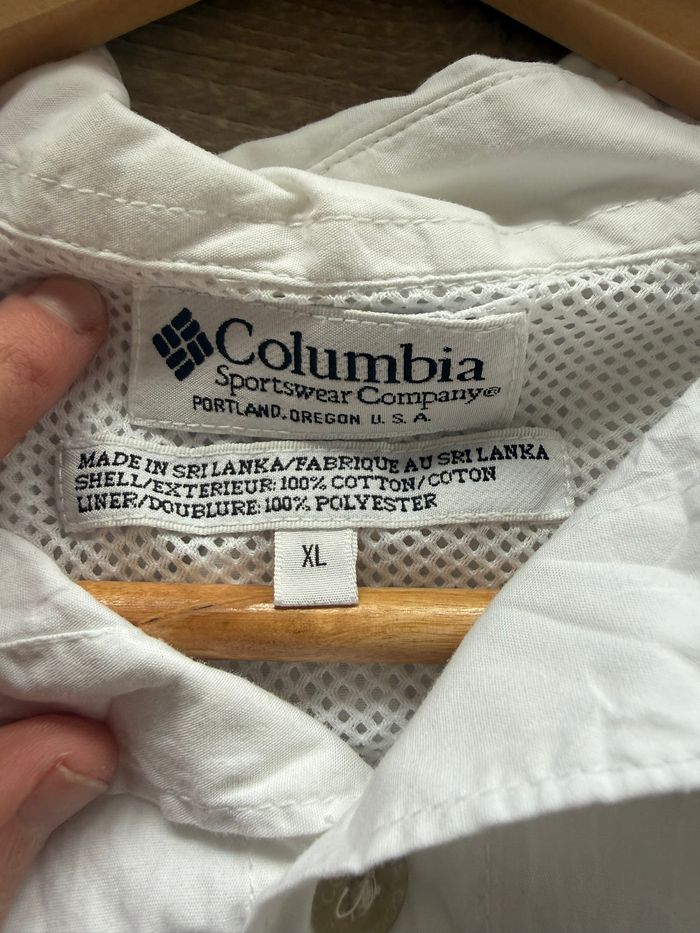 Columbia
Sportswear Company®
PORTLAND, OREGON U.S.A.
MADE IN SRI LANKA/FABRIQUE AU SRI LANKA
SHELL/EXTERIEUR: 100% COTTON/COTON
LINER/DOUBLURE: 100% POLYESTER
XL